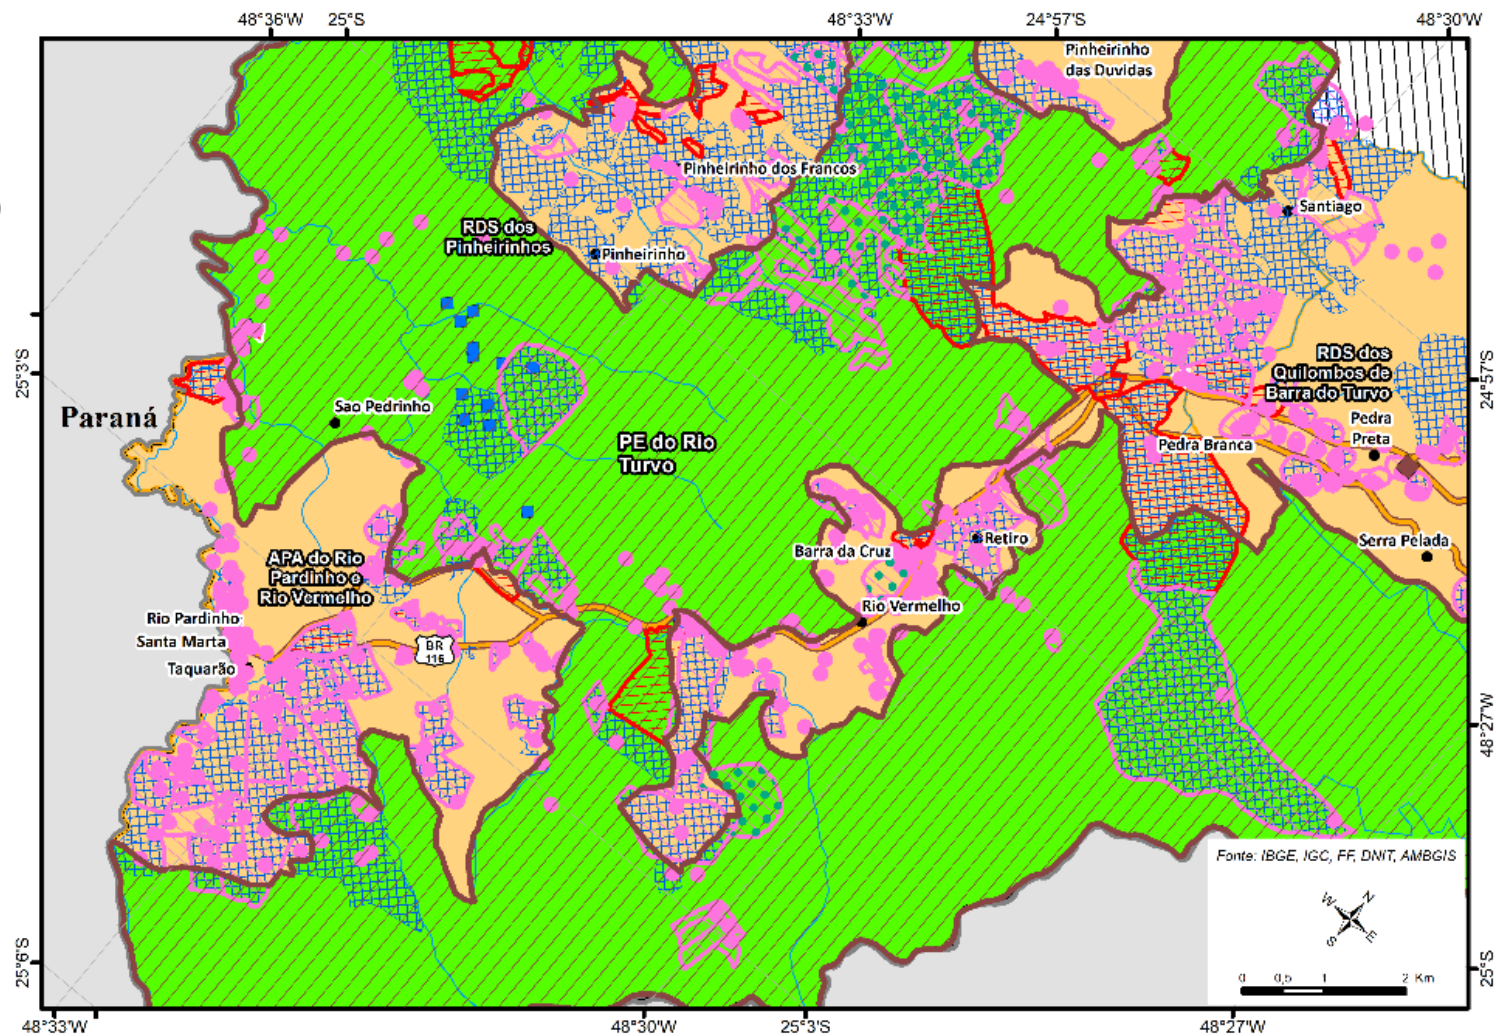 48°36'W 25°S 48°33'W 24°57'S 48°30'W
Pinheirinho
das Duvidas
Pinheirinho dos Francos
Santiago
RDS dos
Pinheirinhos
Pinheirinho
25°3'S
24°57'S
RDS dos
Quilombos de
Barra do Turvo
Paraná
Sao Pedrinho
Pedra
Preta
PE do Rio
Turvo
Pedra Branca
Barra da Cruz
Retiro
Serra Pelada
APA do Rio
Pardinho e
Rio Vermelho
Rio Pardinho
Santa Marta
Taquarão
Rio Vermelho
BR
116
48°27'W
Fonte: IBGE, IGC, FF, DNIT, AMBGIS
W N
S E
0 0,5 1 2 Km
25°6'S
25°S
48°33'W 48°30'W 25°3'S 48°27'W